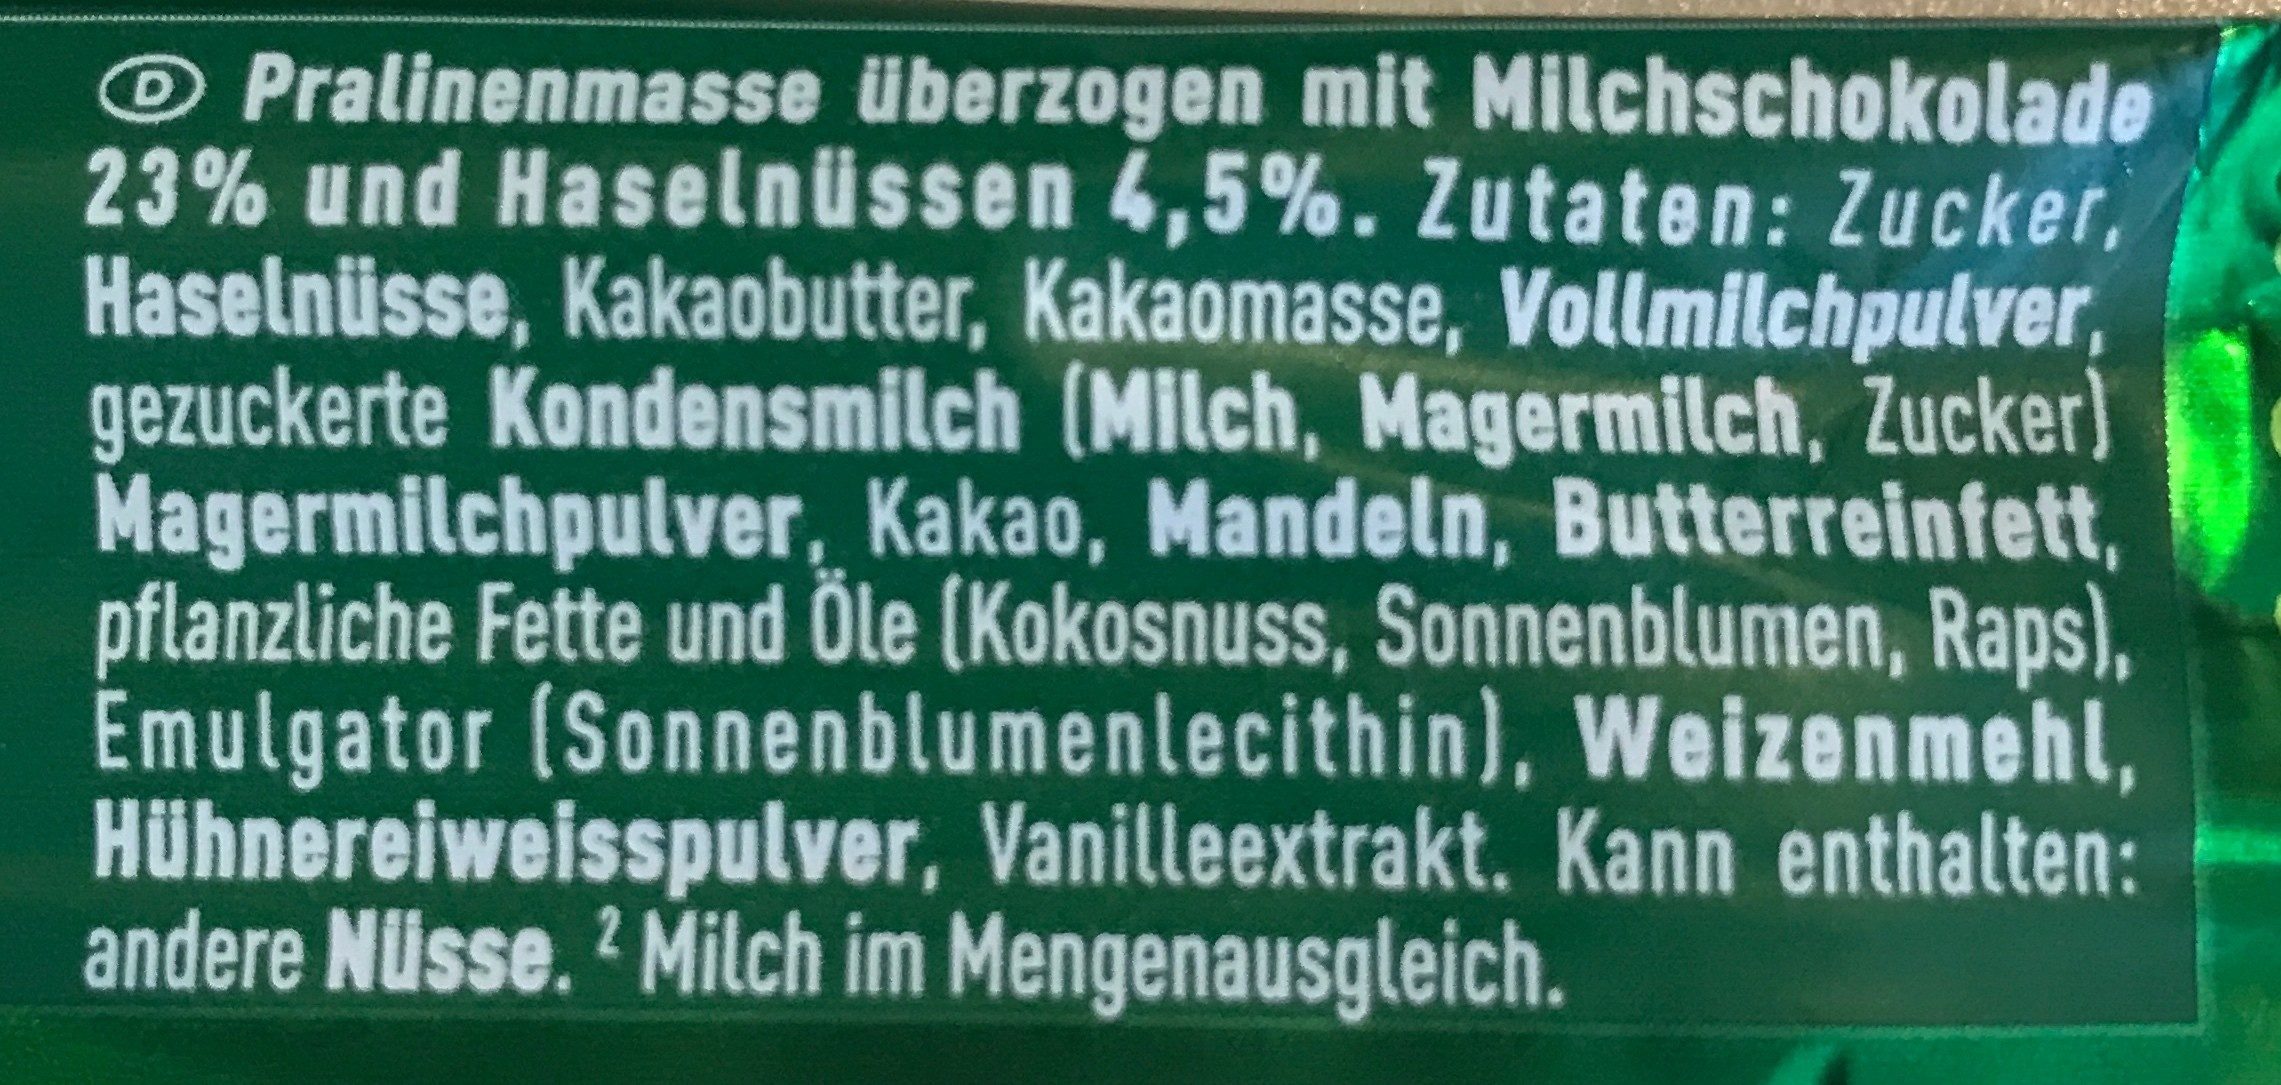 D Pralinenmasse überzogen mit Milchschokolade
23% und Haselnüssen 4,5%. Zutaten: Zucker,
Haselnüsse, Kakaobutter, Kakaomasse, Vollmilchpulver,
gezuckerte Kondensmilch (Milch, Magermilch, Zucker)
Magermilchpulver, Kakao, Mandeln, Butterreinfett,
pflanzliche Fette und Öle (Kokosnuss, Sonnenblumen, Raps),
Emulgator (Sonnenblumenlecithin), Weizenmehl,
Hühnereiweisspulver, Vanilleextrakt. Kann enthalten:
andere Nüsse. ² Milch im Mengenausgleich.